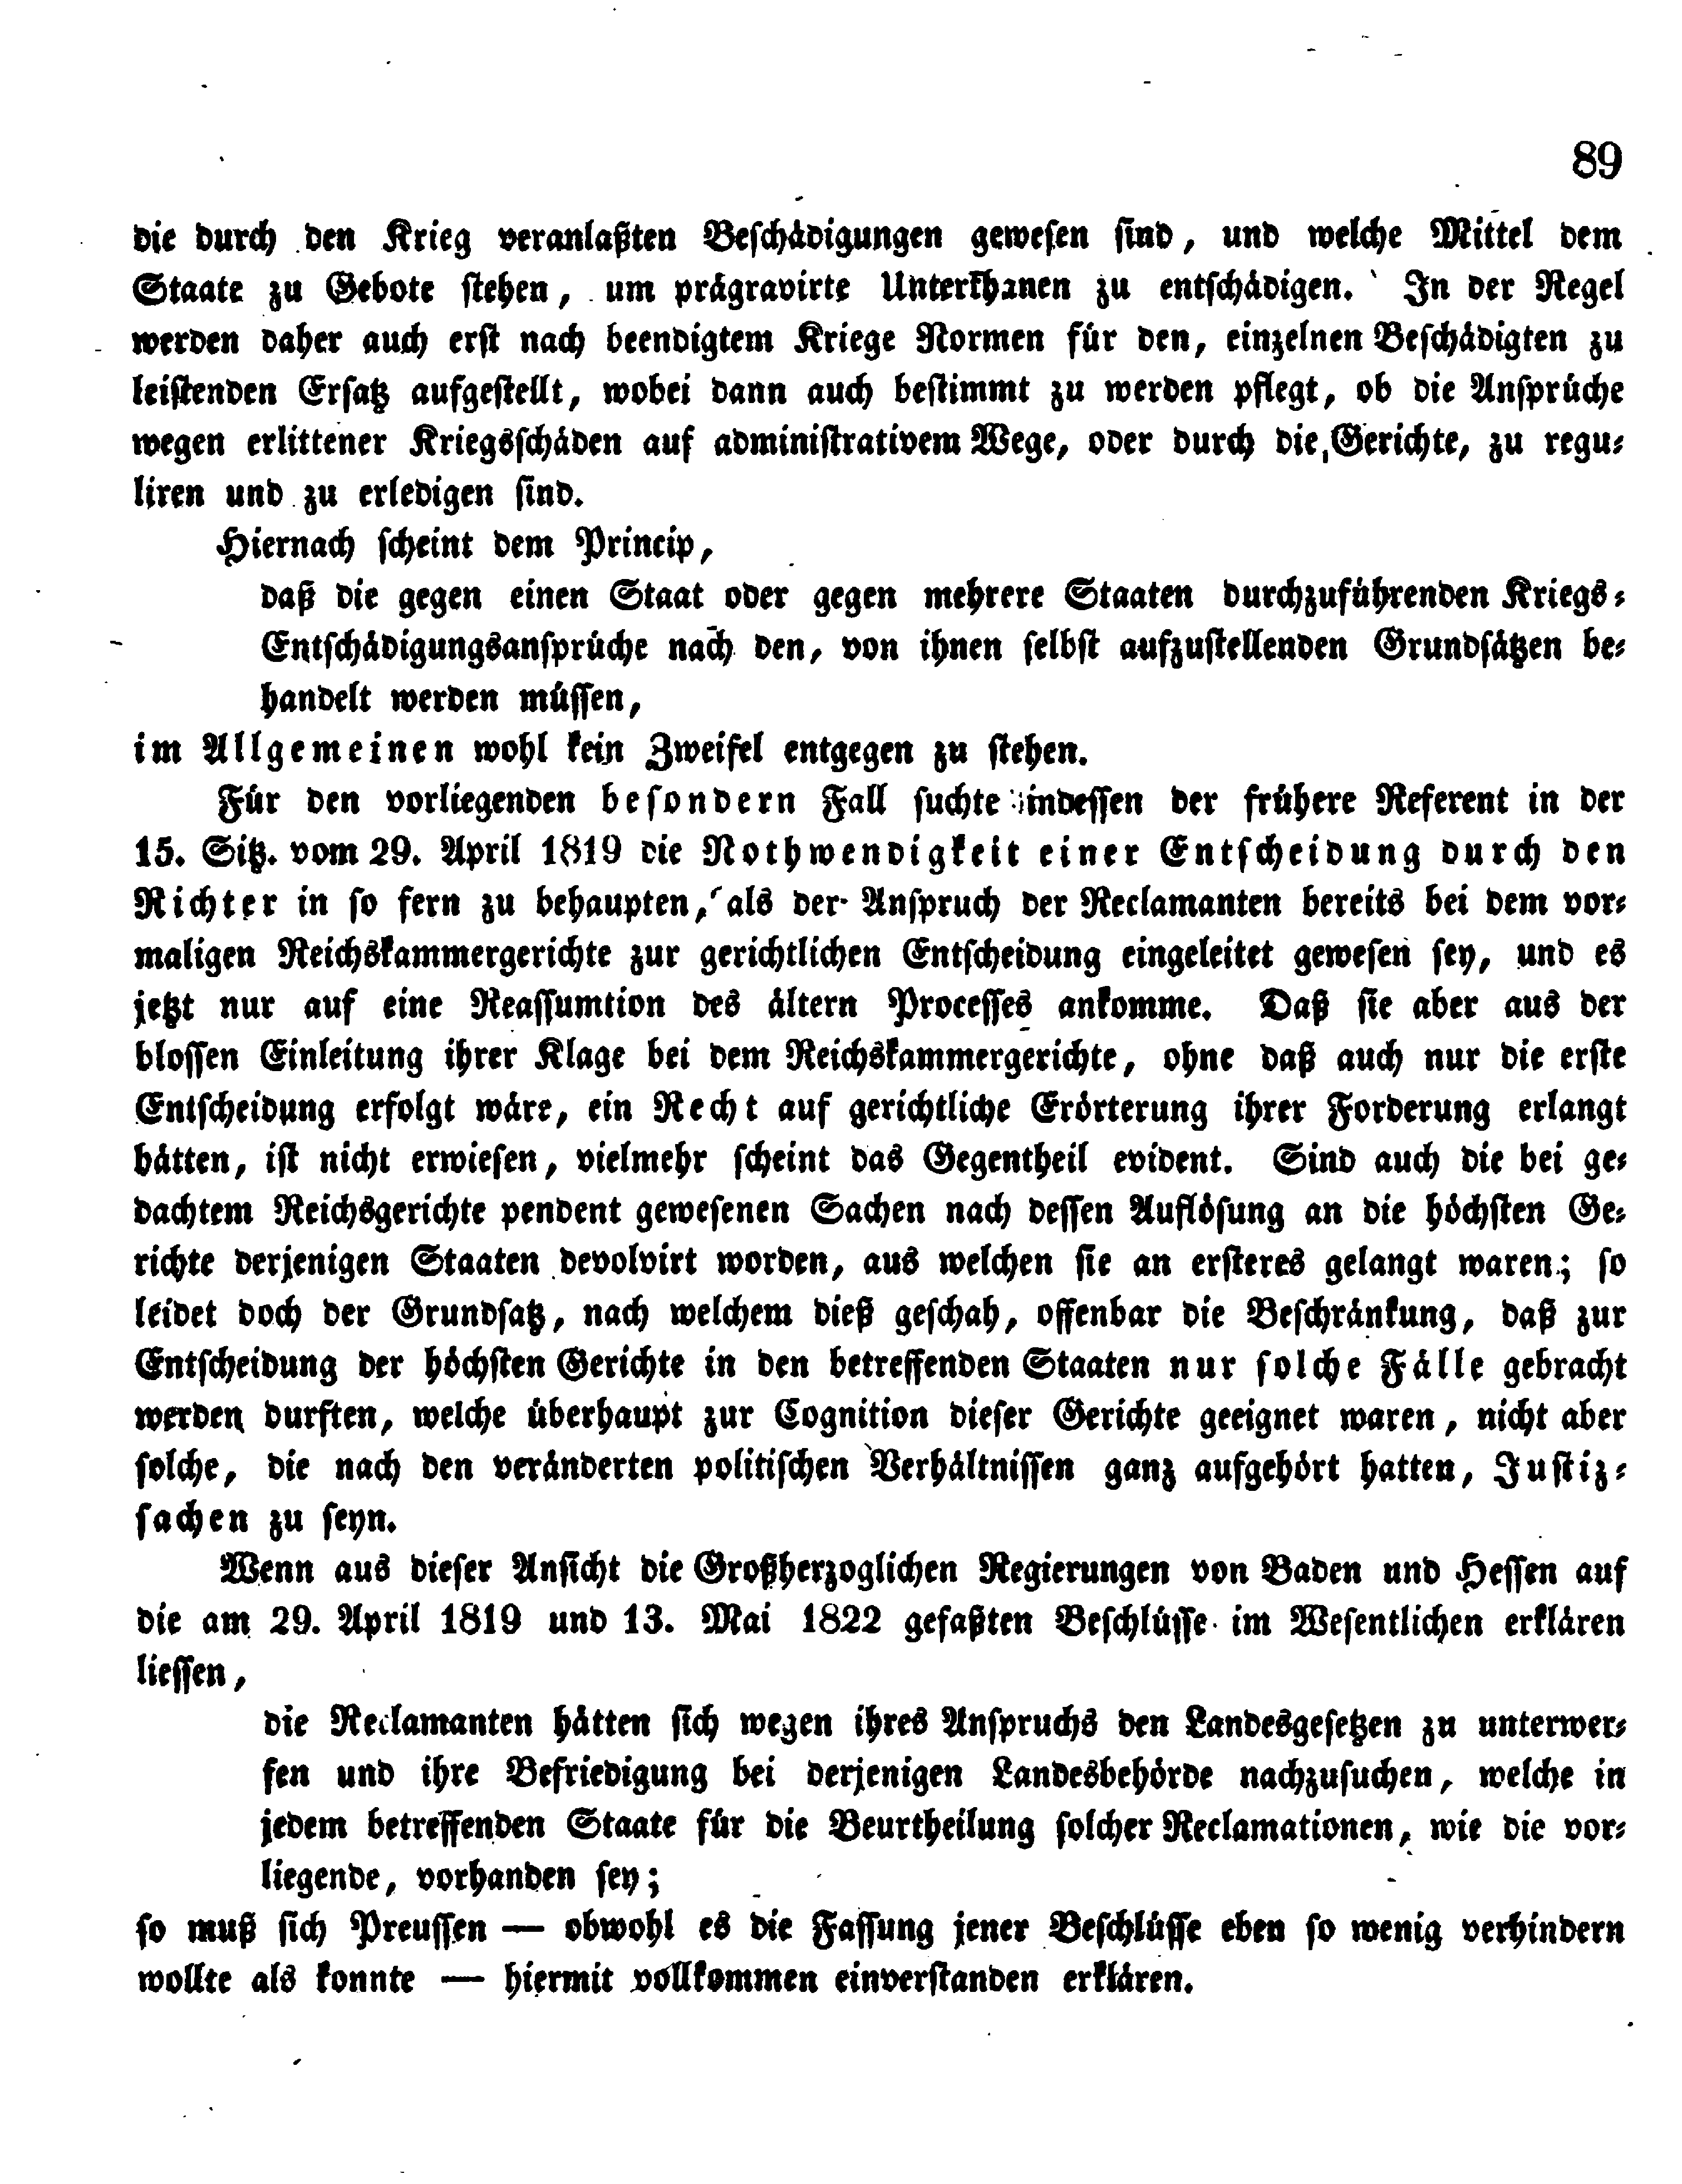 89
die durch den Krieg veranlaßten Beschädigungen gewesen sind, und welche Mittel dem
Staate zu Gebote stehen, um prägravirte Unterthanen zu entschädigen. In der Regel
werden daher auch erst nach beendigtem Kriege Normen für den, einzelnen Beschädigten zu
leistenden Ersatz aufgestellt, wobei dann auch bestimmt zu werden pflegt, ob die Ansprüche
wegen erlittener Kriegsschäden auf administrativem Wege, oder durch die Gerichte, zu regu-
liren und zu erledigen sind.
Hiernach scheint dem Princip,
daß die gegen einen Staat oder gegen mehrere Staaten durchzuführenden Kriegs-
Entschädigungsansprüche nach den, von ihnen selbst aufzustellenden Grundsätzen be-
handelt werden müssen,
im Allgemeinen wohl kein Zweifel entgegen zu stehen.
Für den vorliegenden besondern Fall suchte indessen der frühere Referent in der
15. Sitz. vom 29. April 1819 die Nothwendigkeit einer Entscheidung durch den
Richter in so fern zu behaupten, als der Anspruch der Reclamanten bereits bei dem vor-
maligen Reichskammergerichte zur gerichtlichen Entscheidung eingeleitet gewesen sey, und es
jetzt nur auf eine Reassumtion des ältern Processes ankomme. Daß sie aber aus der
blossen Einleitung ihrer Klage bei dem Reichskammergerichte, ohne daß auch nur die erste
Entscheidung erfolgt wäre, ein Recht auf gerichtliche Erörterung ihrer Forderung erlangt
hätten, ist nicht erwiesen, vielmehr scheint das Gegentheil evident. Sind auch die bei ge-
dachtem Reichsgerichte pendent gewesenen Sachen nach dessen Auflösung an die höchsten Ge-
richte derjenigen Staaten devolvirt worden, aus welchen sie an ersteres gelangt waren; so
leidet doch der Grundsatz, nach welchem dieß geschah, offenbar die Beschränkung, daß zur
Entscheidung der höchsten Gerichte in den betreffenden Staaten nur solche Fälle gebracht
werden durften, welche überhaupt zur Cognition dieser Gerichte geeignet waren, nicht aber
solche, die nach den veränderten politischen Verhältnissen ganz aufgehört hatten, Justiz-
sachen zu seyn.
Wenn aus dieser Ansicht die Großherzoglichen Regierungen von Baden und Hessen auf
die am 29. April 1819 und 13. Mai 1822 gefaßten Beschlüsse im Wesentlichen erklären
liessen,
die Reclamanten hätten sich wegen ihres Anspruchs den Landesgesetzen zu unterwer-
fen und ihre Befriedigung bei derjenigen Landesbehörde nachzusuchen, welche in
jedem betreffenden Staate für die Beurtheilung solcher Reclamationen, wie die vor-
liegende, vorhanden sey;
so muß sich Preussen — obwohl es die Fassung jener Beschlüsse eben so wenig verhindern
wollte als konnte — hiermit vollkommen einverstanden erklären.